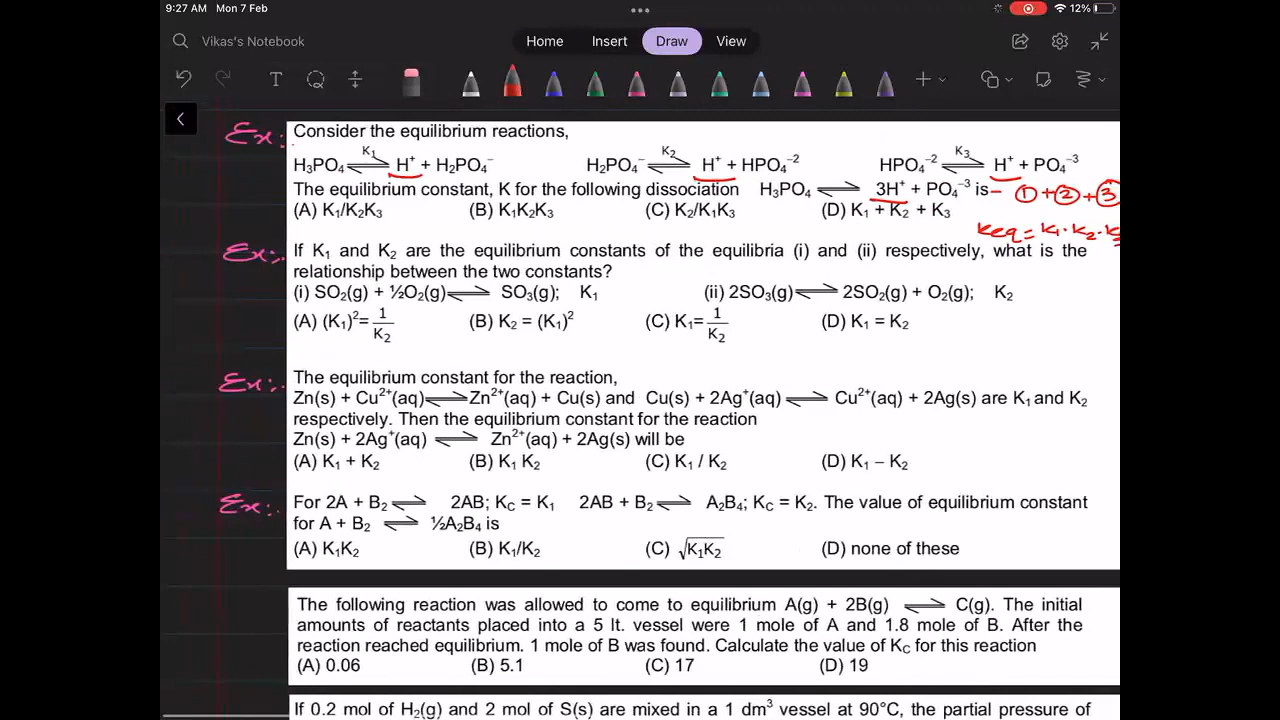 9:27 AM Mon 7 Feb
12%
Vikas's Notebook
Home Insert Draw View
Ex:. Consider the equilibrium reactions,
H₃PO₄ ⇌ H⁺ + H₂PO₄⁻ K₁ H₂PO₄⁻ ⇌ H⁺ + HPO₄⁻² K₂ HPO₄⁻² ⇌ H⁺ + PO₄⁻³ K₃
The equilibrium constant, K for the following dissociation H₃PO₄ ⇌ 3H⁺ + PO₄⁻³ is– ① + ② + ③
(A) K₁/K₂K₃ (B) K₁K₂K₃ (C) K₂/K₁K₃ (D) K₁ + K₂ + K₃
Keq = K₁·K₂·K₃
Ex:. If K₁ and K₂ are the equilibrium constants of the equilibria (i) and (ii) respectively, what is the
relationship between the two constants?
(i) SO₂(g) + ½O₂(g) ⇌ SO₃(g); K₁ (ii) 2SO₃(g) ⇌ 2SO₂(g) + O₂(g); K₂
(A) (K₁)² = 1/K₂ (B) K₂ = (K₁)² (C) K₁ = 1/K₂ (D) K₁ = K₂
Ex:. The equilibrium constant for the reaction,
Zn(s) + Cu²⁺(aq) ⇌ Zn²⁺(aq) + Cu(s) and Cu(s) + 2Ag⁺(aq) ⇌ Cu²⁺(aq) + 2Ag(s) are K₁ and K₂
respectively. Then the equilibrium constant for the reaction
Zn(s) + 2Ag⁺(aq) ⇌ Zn²⁺(aq) + 2Ag(s) will be
(A) K₁ + K₂ (B) K₁ K₂ (C) K₁ / K₂ (D) K₁ – K₂
Ex:. For 2A + B₂ ⇌ 2AB; K_C = K₁ 2AB + B₂ ⇌ A₂B₄; K_C = K₂. The value of equilibrium constant
for A + B₂ ⇌ ½A₂B₄ is
(A) K₁K₂ (B) K₁/K₂ (C) √K₁K₂ (D) none of these
The following reaction was allowed to come to equilibrium A(g) + 2B(g) ⇌ C(g). The initial
amounts of reactants placed into a 5 lt. vessel were 1 mole of A and 1.8 mole of B. After the
reaction reached equilibrium. 1 mole of B was found. Calculate the value of K_C for this reaction
(A) 0.06 (B) 5.1 (C) 17 (D) 19
If 0.2 mol of H₂(g) and 2 mol of S(s) are mixed in a 1 dm³ vessel at 90°C, the partial pressure of